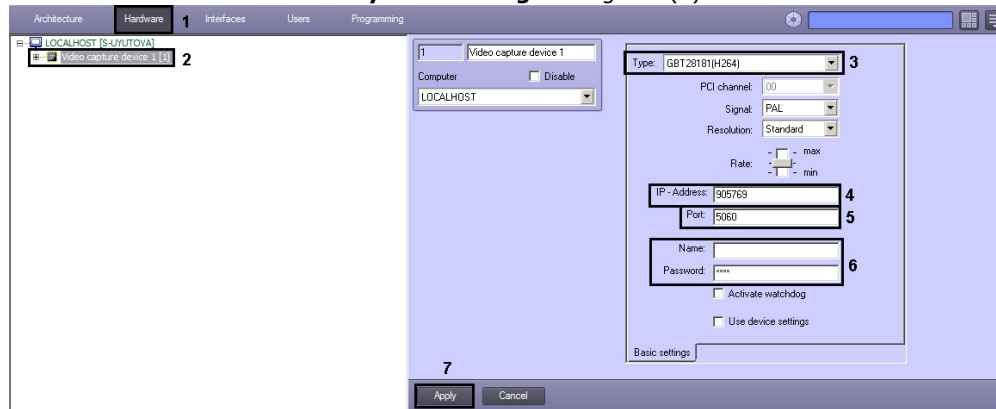 Architecture Hardware 1 Interfaces Users Programming
LOCALHOST [S-UYUTOVA]
Video capture device 1 [1] 2
1 Video capture device 1
Computer Disable
LOCALHOST
Type: GBT28181(H264) 3
PCI channel: 00
Signal: PAL
Resolution: Standard
Rate: max
min
IP - Address: 905769 4
Port: 5060 5
Name:
Password: **** 6
Activate watchdog
Use device settings
Basic settings
7
Apply Cancel